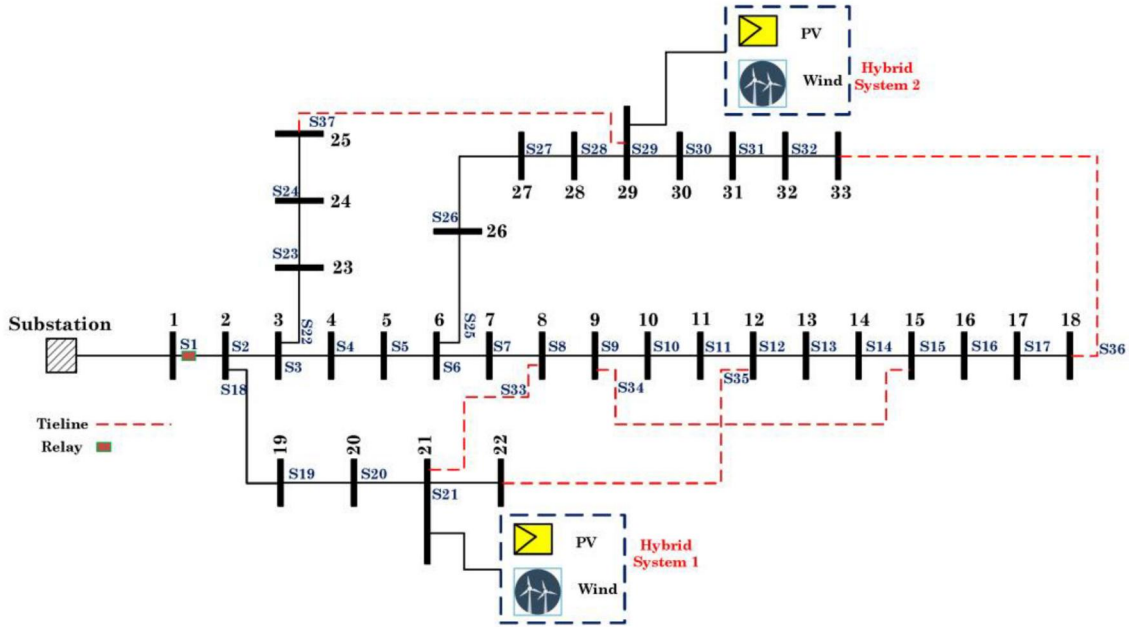 PV
Wind
Hybrid
System 2
S37
25
S27
S28
S29
S30
S31
S32
27
28
29
30
31
32
33
S24
24
S26
26
S23
23
Substation
1
2
3
4
5
6
7
8
9
10
11
12
13
14
15
16
17
18
S22
S25
S1
S2
S3
S4
S5
S6
S7
S8
S9
S10
S11
S12
S13
S14
S15
S16
S17
S36
S18
S33
S34
S35
Tieline
Relay
19
20
21
22
S19
S20
S21
PV
Wind
Hybrid
System 1